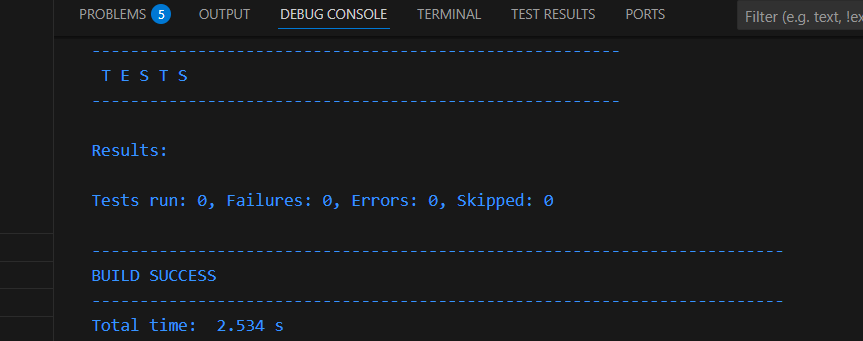 PROBLEMS 5 OUTPUT DEBUG CONSOLE TERMINAL TEST RESULTS PORTS Filter (e.g. text, !ex
------------------------------------------------------
T E S T S
------------------------------------------------------
Results:
Tests run: 0, Failures: 0, Errors: 0, Skipped: 0
------------------------------------------------------------------------
BUILD SUCCESS
------------------------------------------------------------------------
Total time:  2.534 s